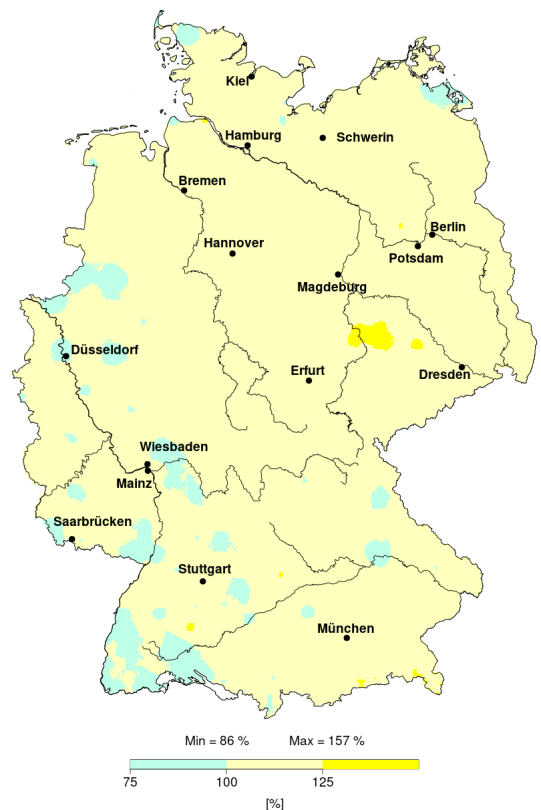 Kiel
Hamburg
Schwerin
Bremen
Berlin
Hannover
Potsdam
Magdeburg
Düsseldorf
Erfurt
Dresden
Wiesbaden
Mainz
Saarbrücken
Stuttgart
München
Min = 86 % Max = 157 %
75 100 125
[%]